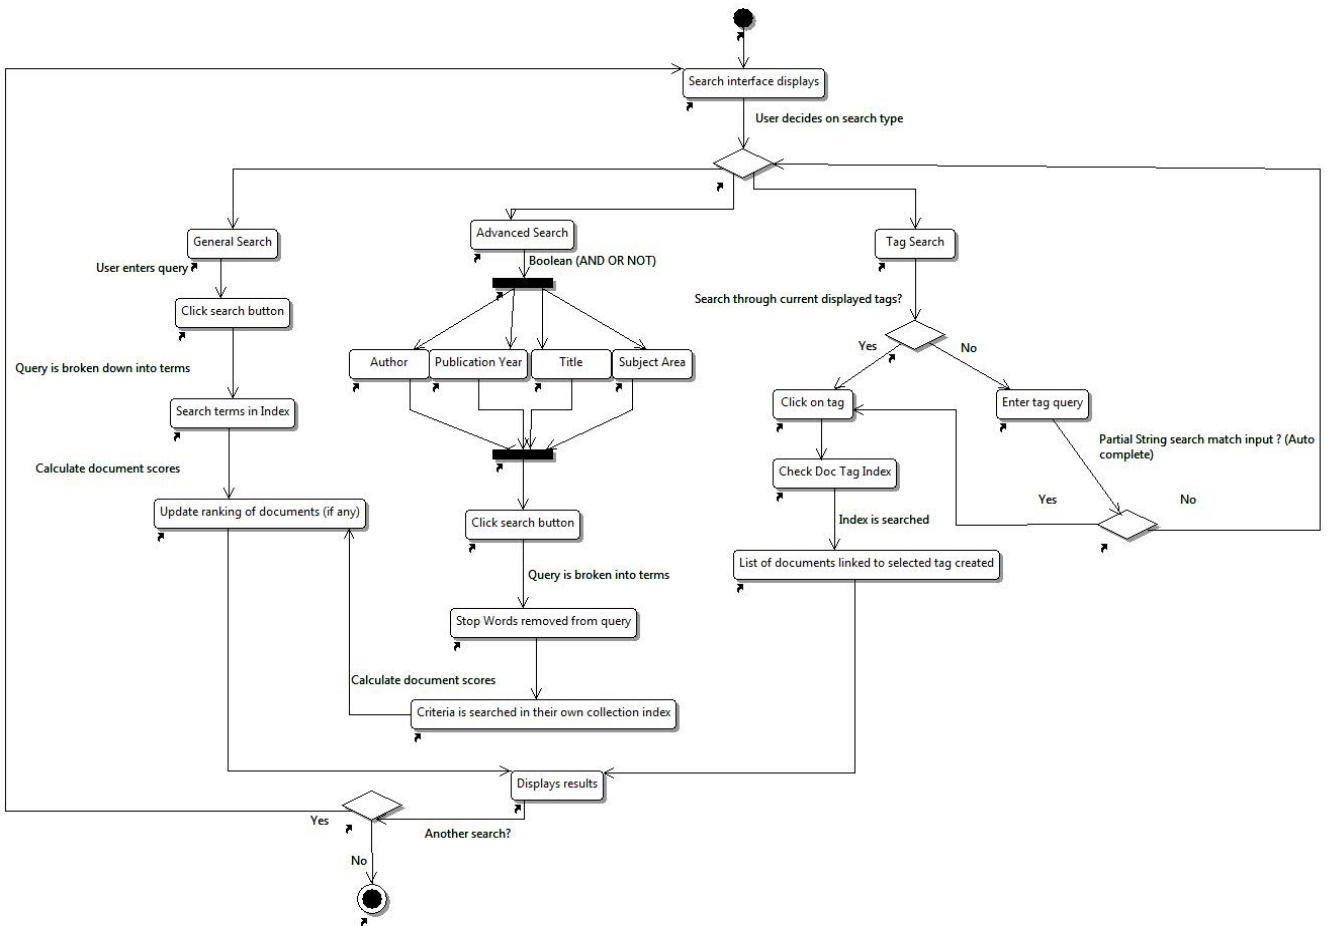 Search interface displays
User decides on search type
General Search
Advanced Search
Tag Search
User enters query
Boolean (AND OR NOT)
Click search button
Search through current displayed tags?
Yes
No
Query is broken down into terms
Author
Publication Year
Title
Subject Area
Search terms in Index
Click on tag
Enter tag query
Partial String search match input ? (Auto
complete)
Calculate document scores
Check Doc Tag Index
Yes
No
Update ranking of documents (if any)
Click search button
Index is searched
List of documents linked to selected tag created
Query is broken into terms
Stop Words removed from query
Calculate document scores
Criteria is searched in their own collection index
Displays results
Yes
Another search?
No